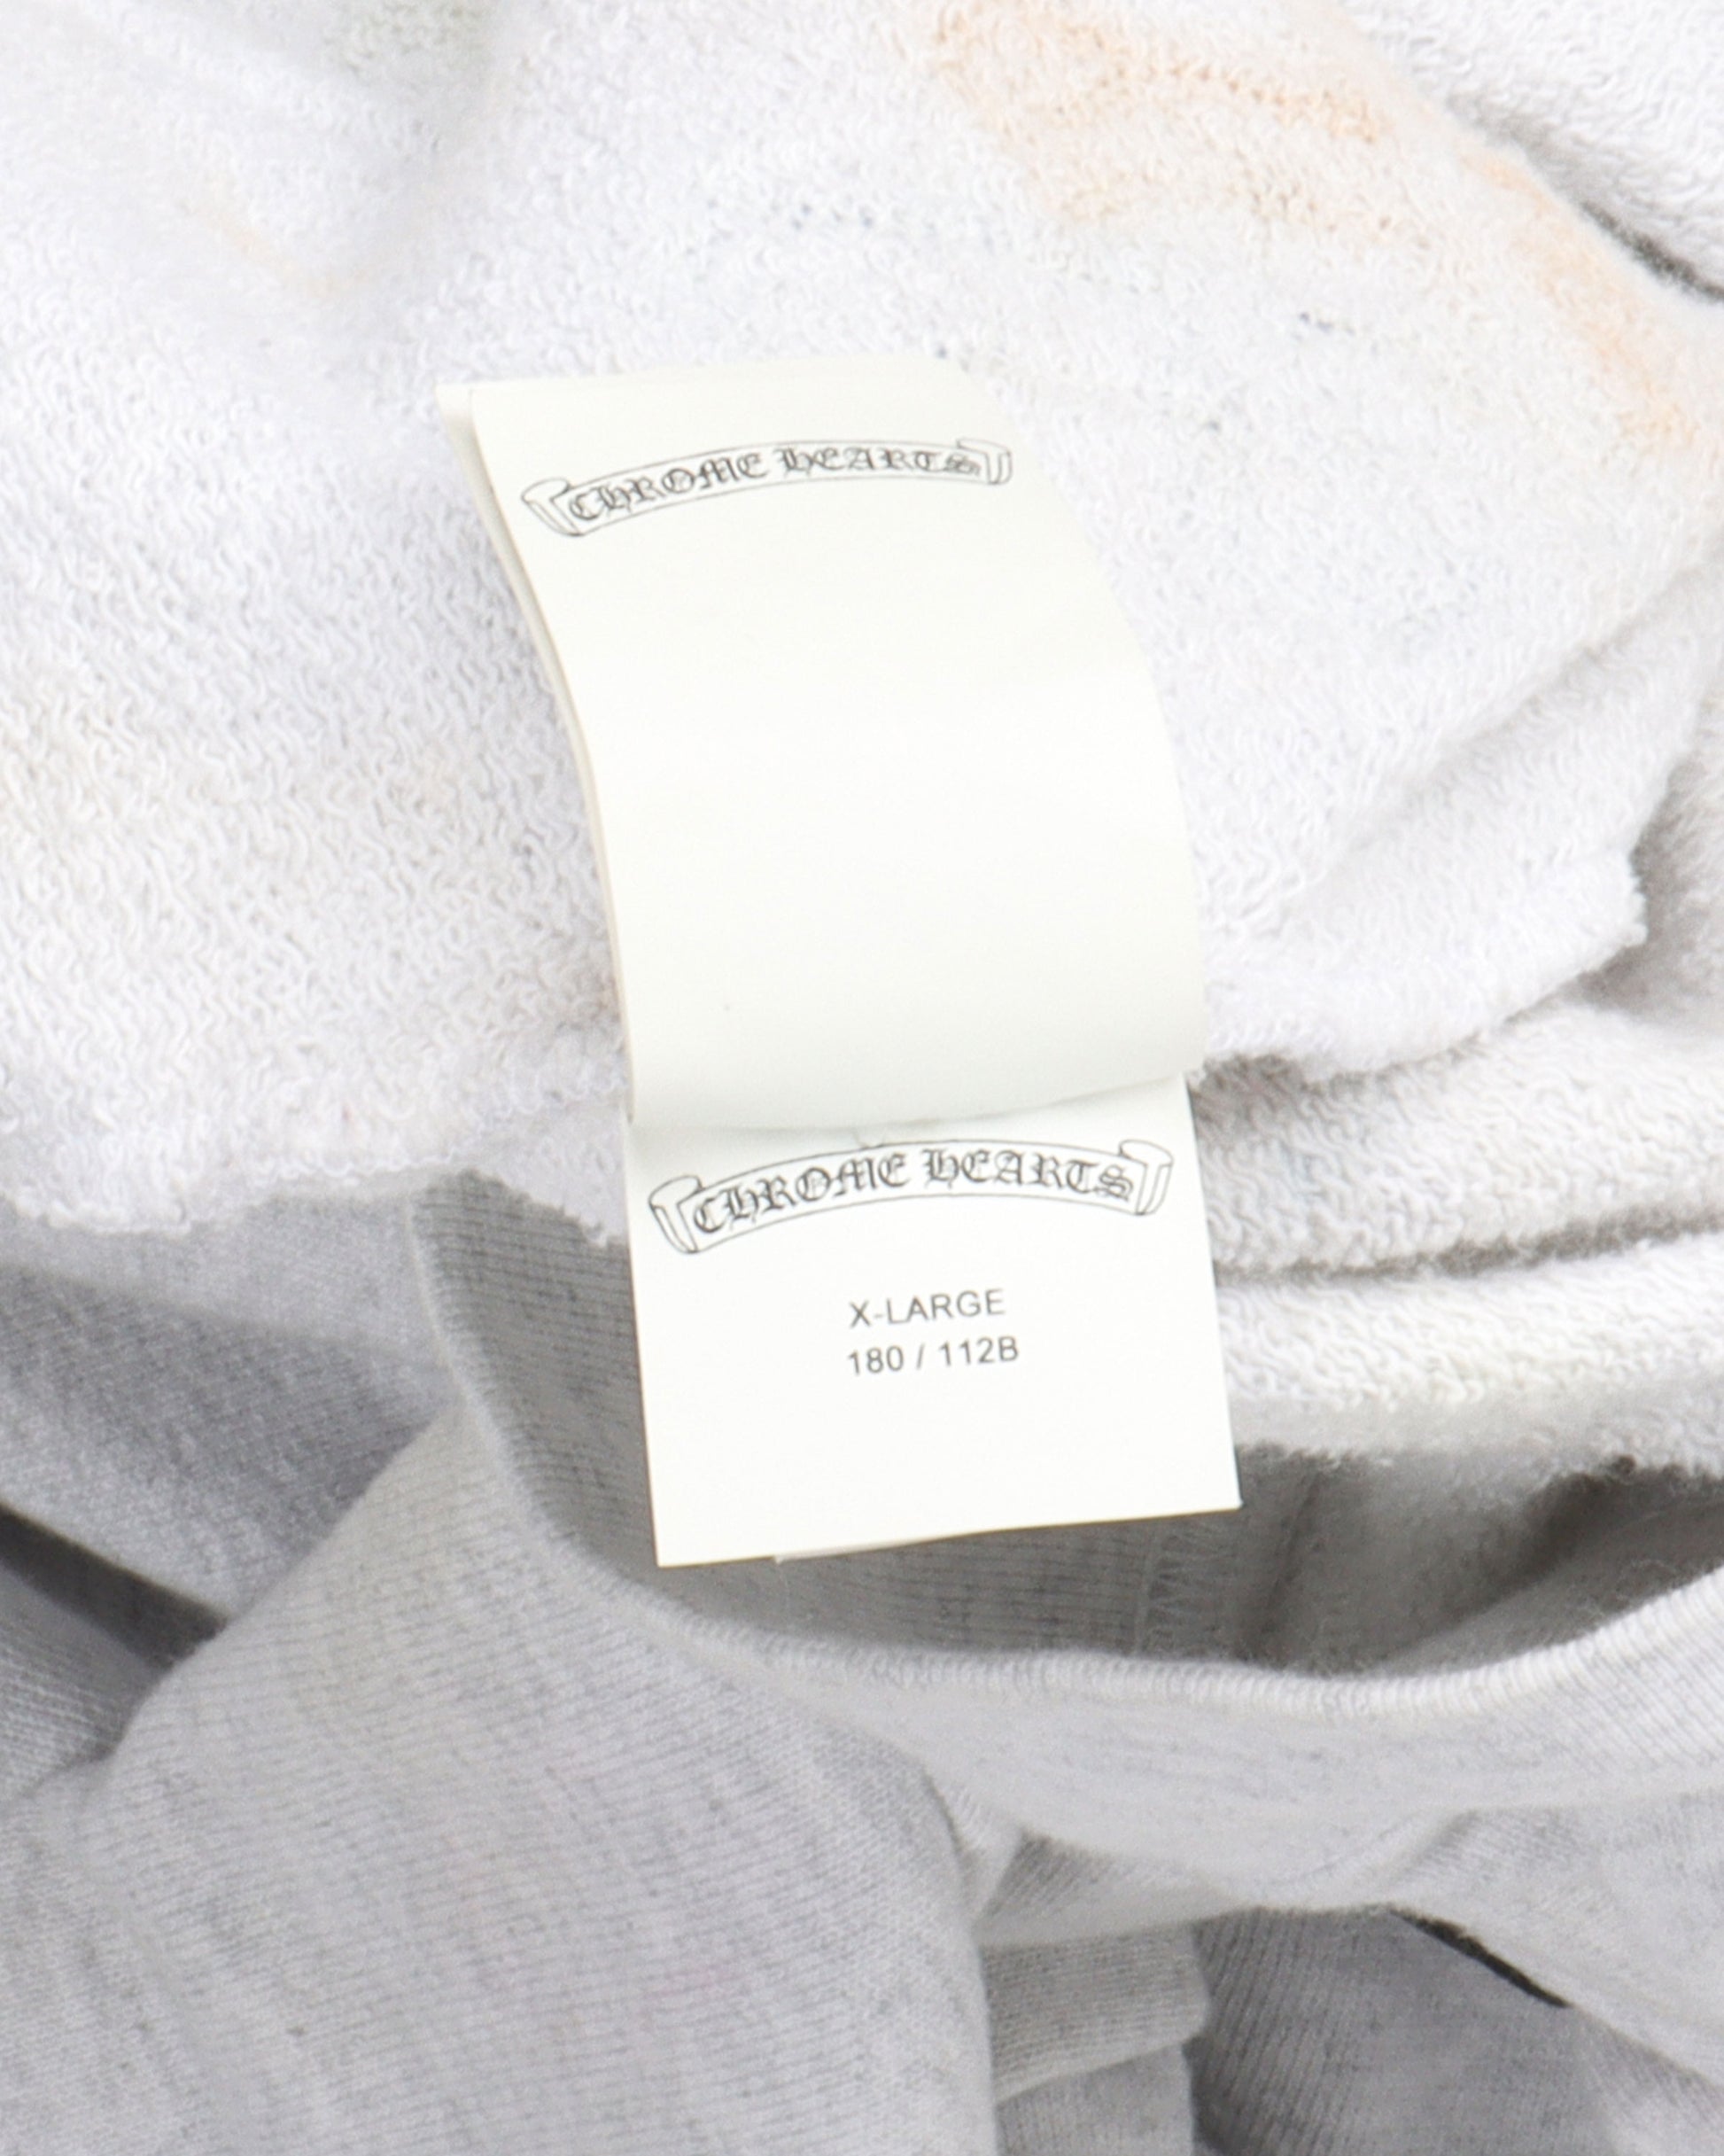 CHROME HEARTS
CHROME HEARTS
X-LARGE
180 / 112B